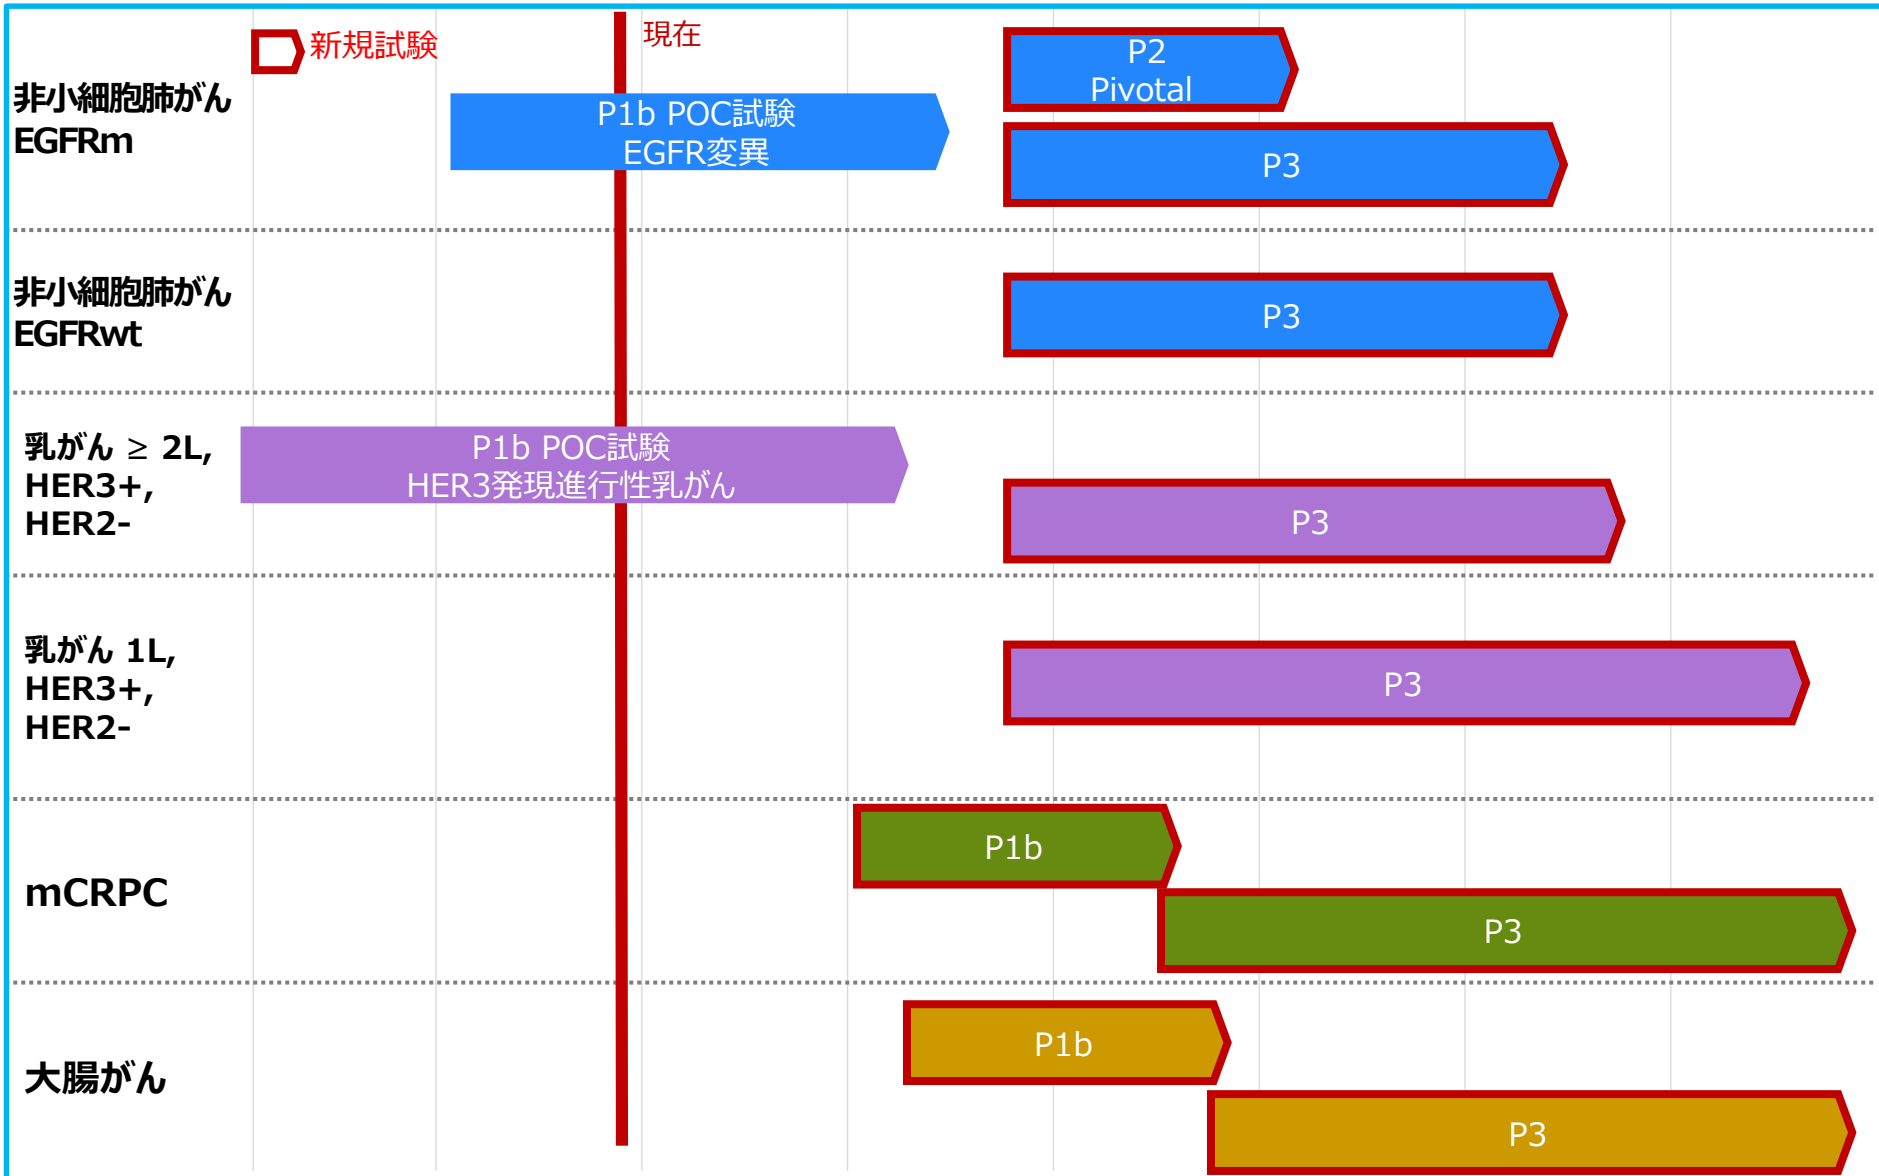 新規試験
現在
非小細胞肺がん
EGFRm
P1b POC試験
EGFR変異
P2
Pivotal
P3
非小細胞肺がん
EGFRwt
P3
乳がん ≥ 2L,
HER3+,
HER2-
P1b POC試験
HER3発現進行性乳がん
P3
乳がん 1L,
HER3+,
HER2-
P3
mCRPC
P1b
P3
大腸がん
P1b
P3